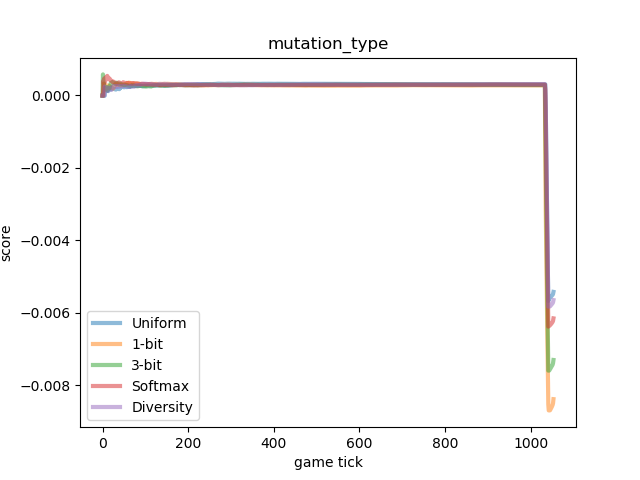 mutation_type
0.000
−0.002
−0.004
−0.006
−0.008
score
Uniform
1-bit
3-bit
Softmax
Diversity
0 200 400 600 800 1000
game tick